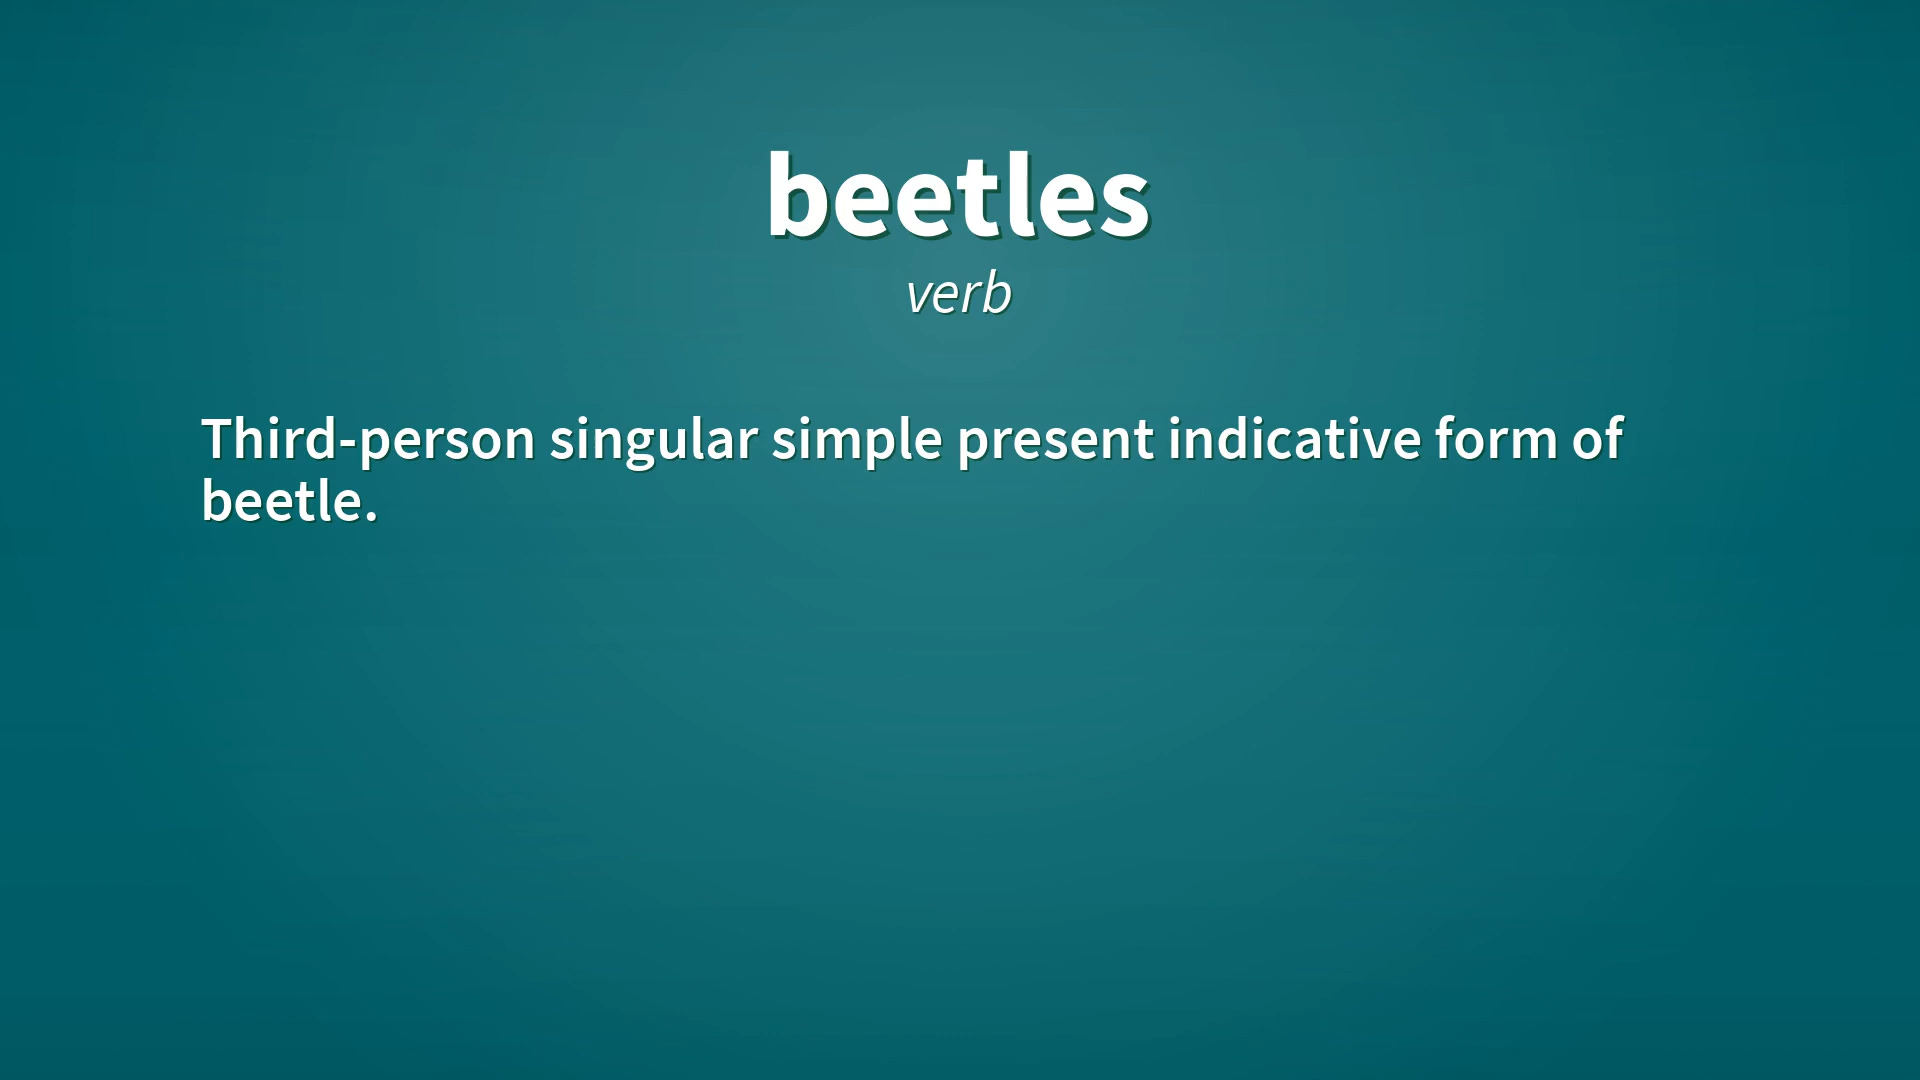 beetles
verb
Third-person singular simple present indicative form of
beetle.